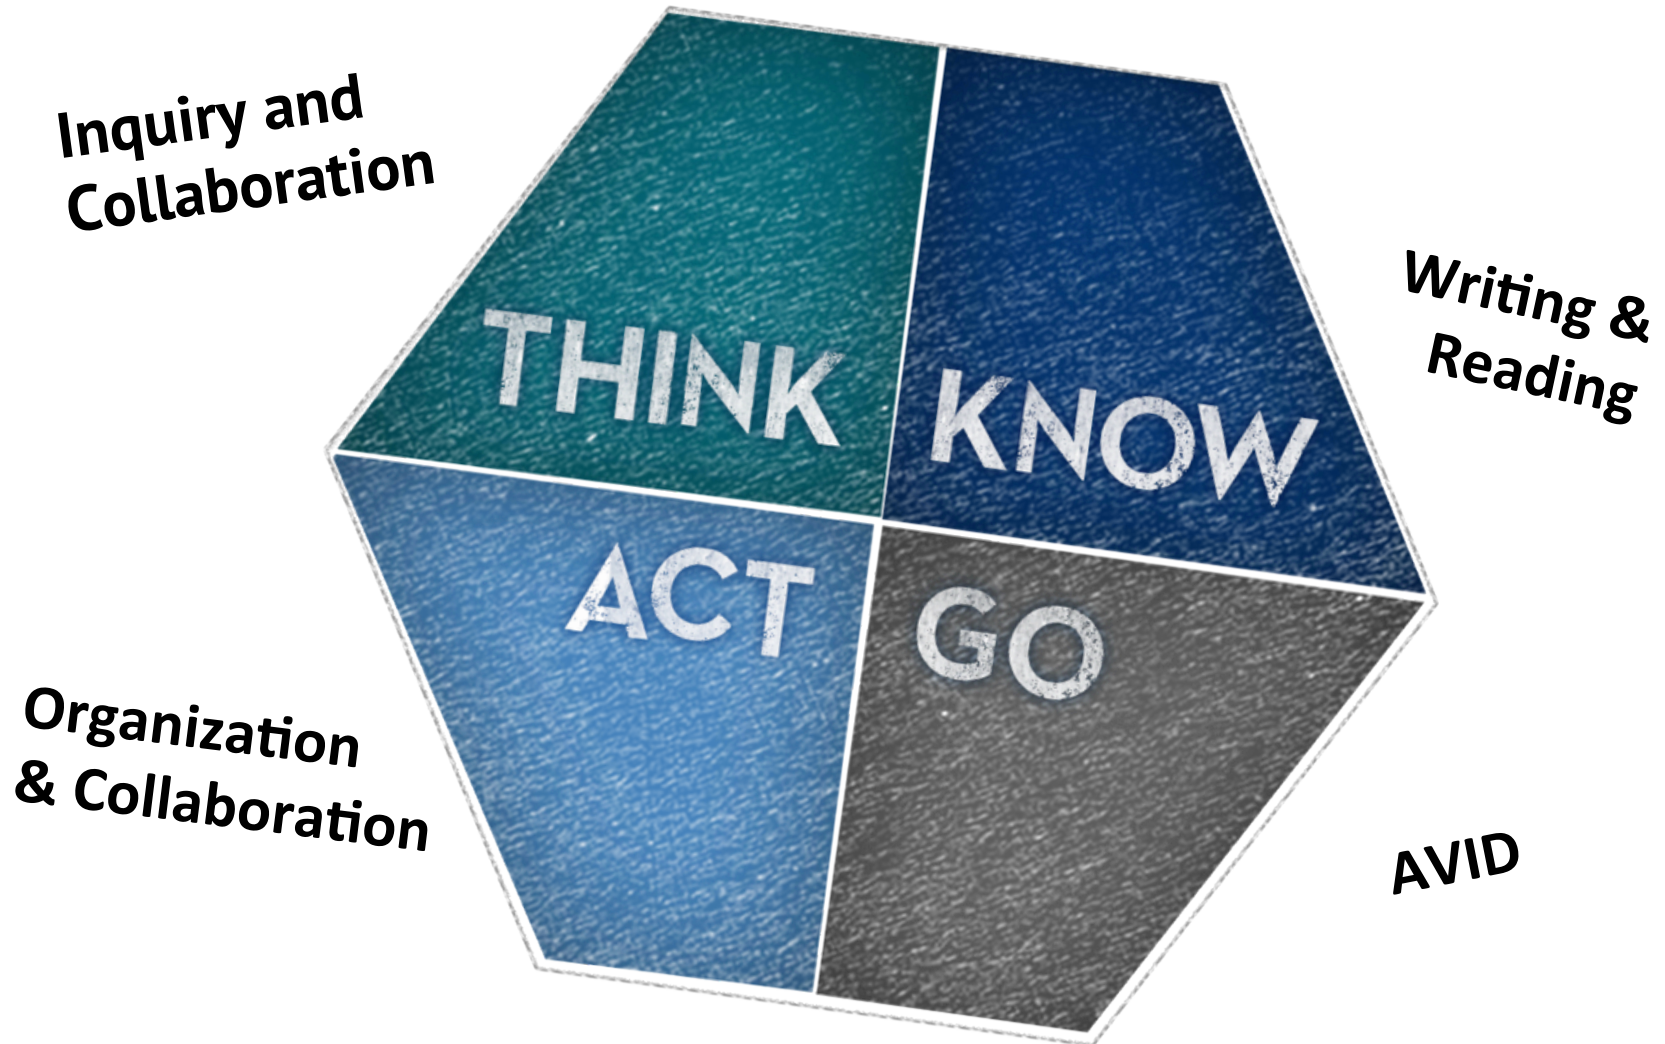 Inquiry and
Collaboration
THINK
KNOW
Writing &
Reading
ACT
GO
Organization
& Collaboration
AVID